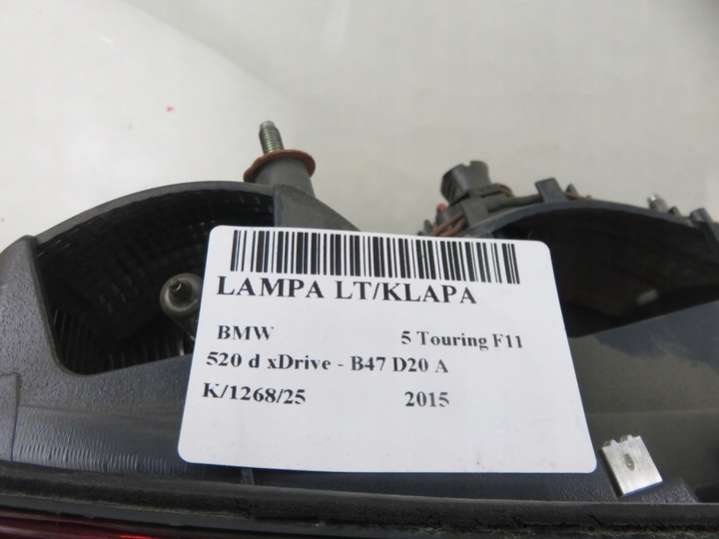 LAMPA LT/KLAPA
BMW 5 Touring F11
520 d xDrive - B47 D20 A
K/1268/25 2015